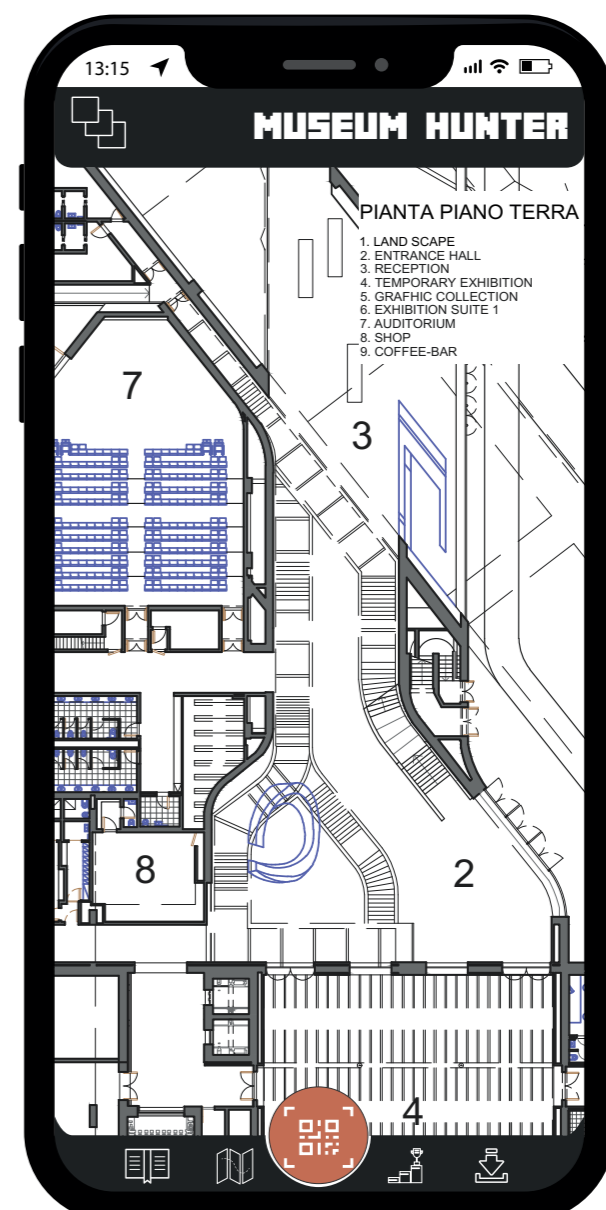 13:15
MUSEUM HUNTER
PIANTA PIANO TERRA
1. LAND SCAPE
2. ENTRANCE HALL
3. RECEPTION
4. TEMPORARY EXHIBITION
5. GRAFHIC COLLECTION
6. EXHIBITION SUITE 1
7. AUDITORIUM
8. SHOP
9. COFFEE-BAR
7
3
8
2
4